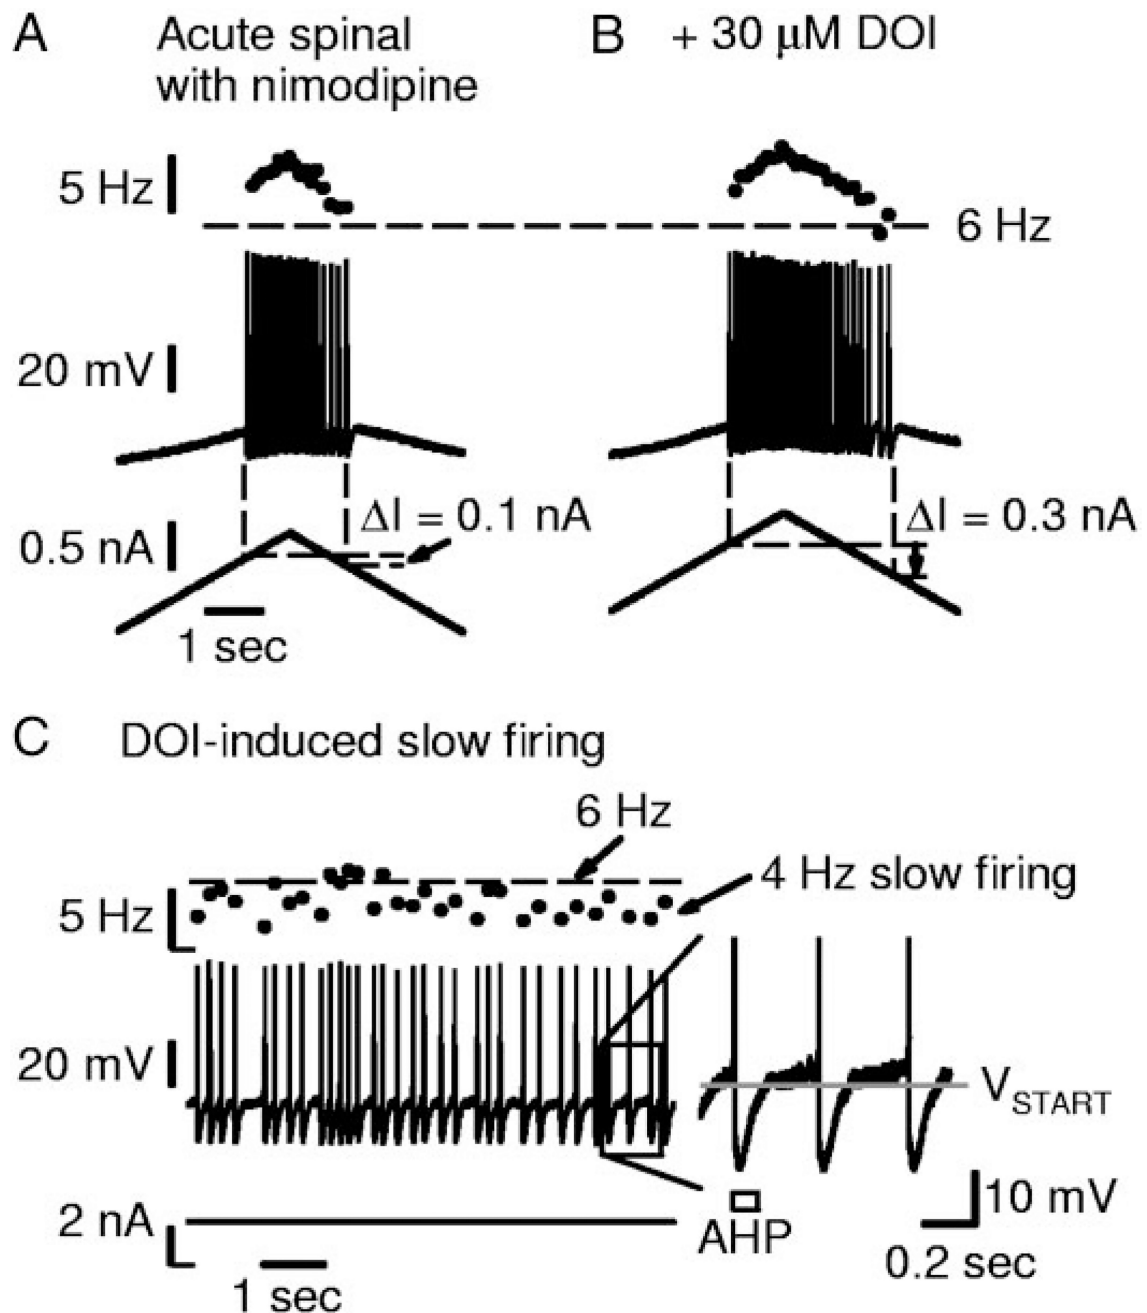 A Acute spinal
with nimodipine
B + 30 μM DOI
5 Hz
6 Hz
20 mV
ΔI = 0.1 nA
ΔI = 0.3 nA
0.5 nA
1 sec
C DOI-induced slow firing
6 Hz
4 Hz slow firing
5 Hz
20 mV
VSTART
2 nA
10 mV
AHP
0.2 sec
1 sec